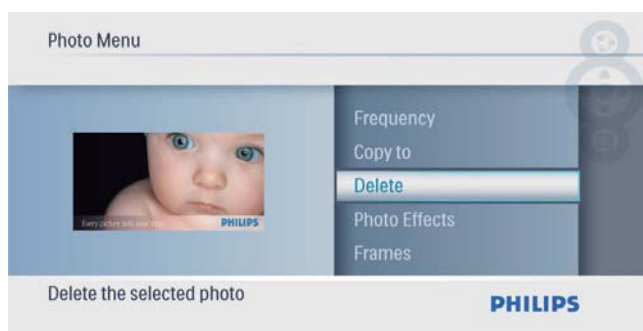 Photo Menu
Frequency
Copy to
Delete
Photo Effects
Frames
PHILIPS
Delete the selected photo
PHILIPS